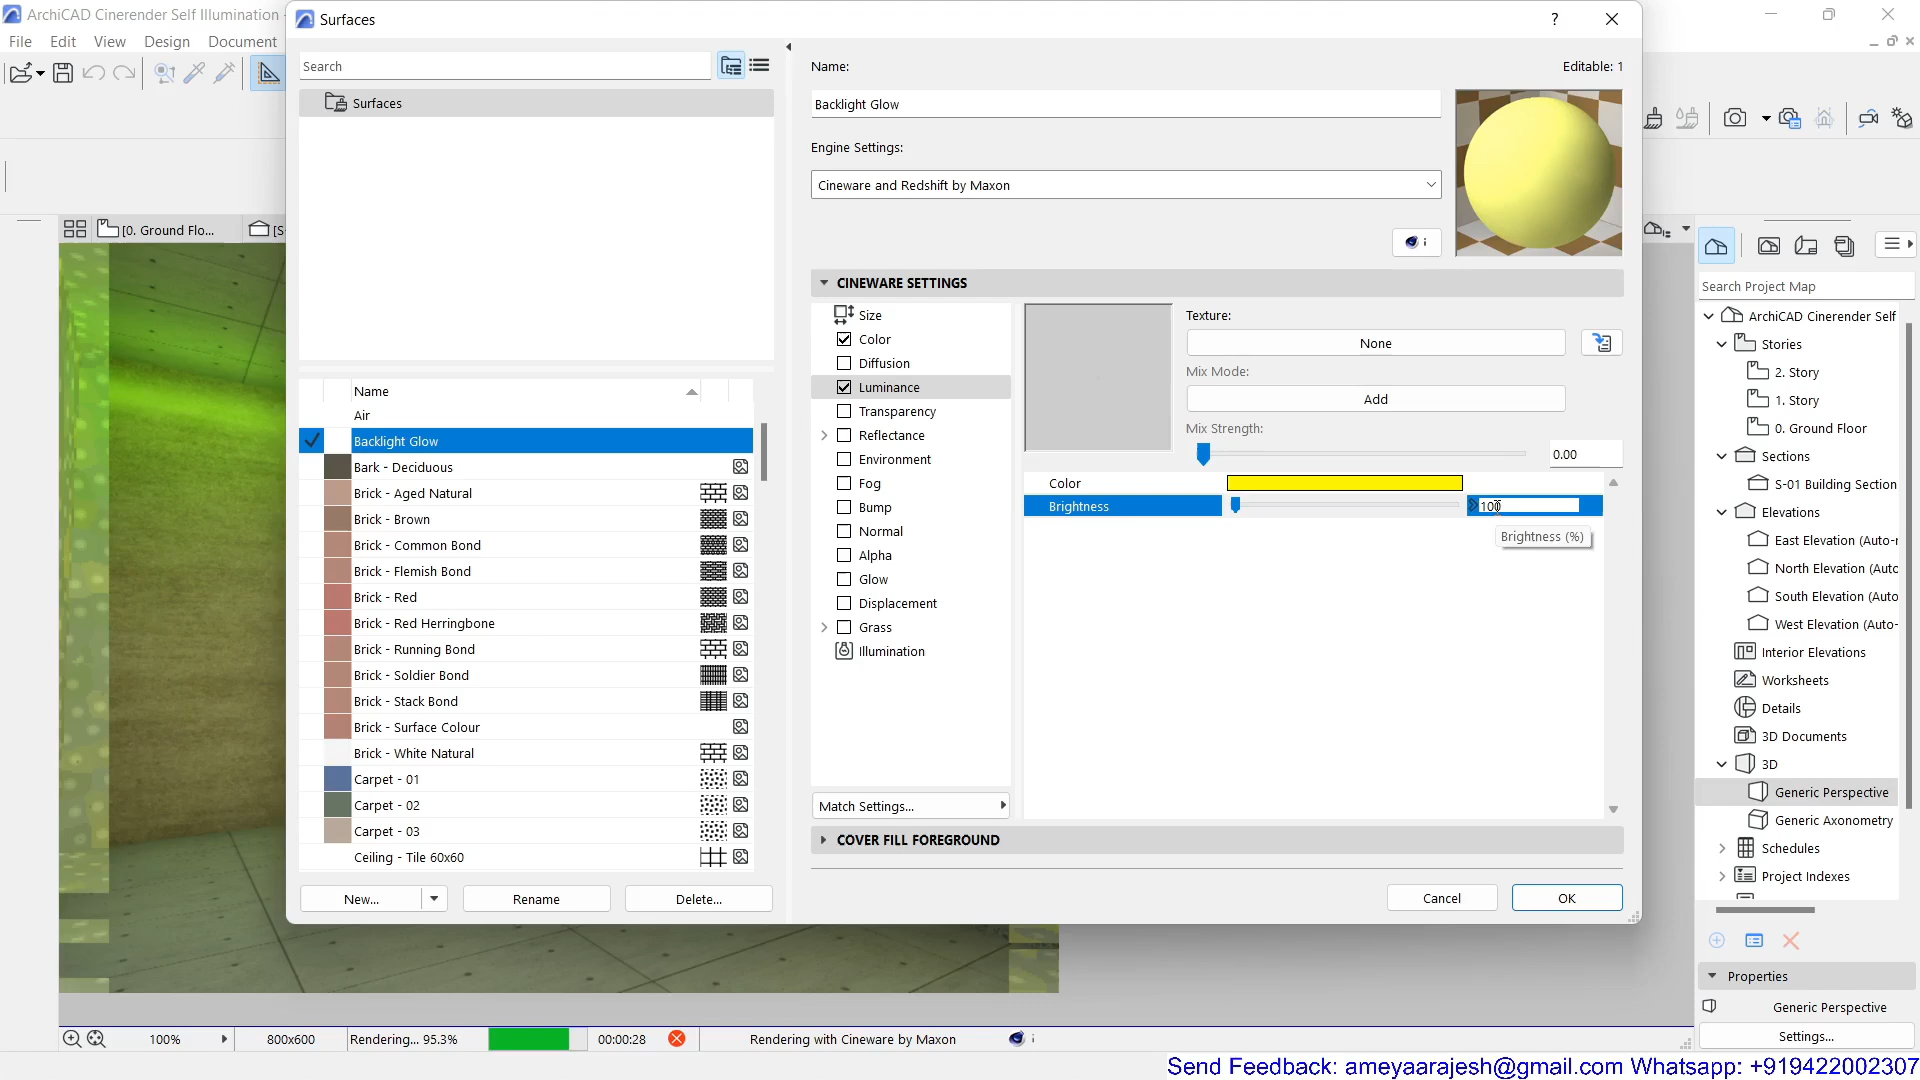 ArchiCAD Cinerender Self Illumination
File Edit View Design Document
Surfaces
?
Search
Surfaces
Name
Air
Backlight Glow
Bark - Deciduous
Brick - Aged Natural
Brick - Brown
Brick - Common Bond
Brick - Flemish Bond
Brick - Red
Brick - Red Herringbone
Brick - Running Bond
Brick - Soldier Bond
Brick - Stack Bond
Brick - Surface Colour
Brick - White Natural
Carpet - 01
Carpet - 02
Carpet - 03
Ceiling - Tile 60x60
New...
Rename
Delete...
Name:
Editable: 1
Backlight Glow
Engine Settings:
Cineware and Redshift by Maxon
i
CINEWARE SETTINGS
Size
Color
Diffusion
Luminance
Transparency
Reflectance
Environment
Fog
Bump
Normal
Alpha
Glow
Displacement
Grass
Illumination
Match Settings...
Texture:
None
Mix Mode:
Add
Mix Strength:
0.00
Color
Brightness
100
Brightness (%)
COVER FILL FOREGROUND
Cancel
OK
[0. Ground Flo...
[S
Search Project Map
ArchiCAD Cinerender Self
Stories
2. Story
1. Story
0. Ground Floor
Sections
S-01 Building Section
Elevations
East Elevation (Auto-r
North Elevation (Auto
South Elevation (Auto
West Elevation (Auto-
Interior Elevations
Worksheets
Details
3D Documents
3D
Generic Perspective
Generic Axonometry
Schedules
Project Indexes
Properties
Generic Perspective
Settings...
100%
800x600
Rendering... 95.3%
00:00:28
Rendering with Cineware by Maxon
i
Send Feedback: ameyaarajesh@gmail.com Whatsapp: +919422002307